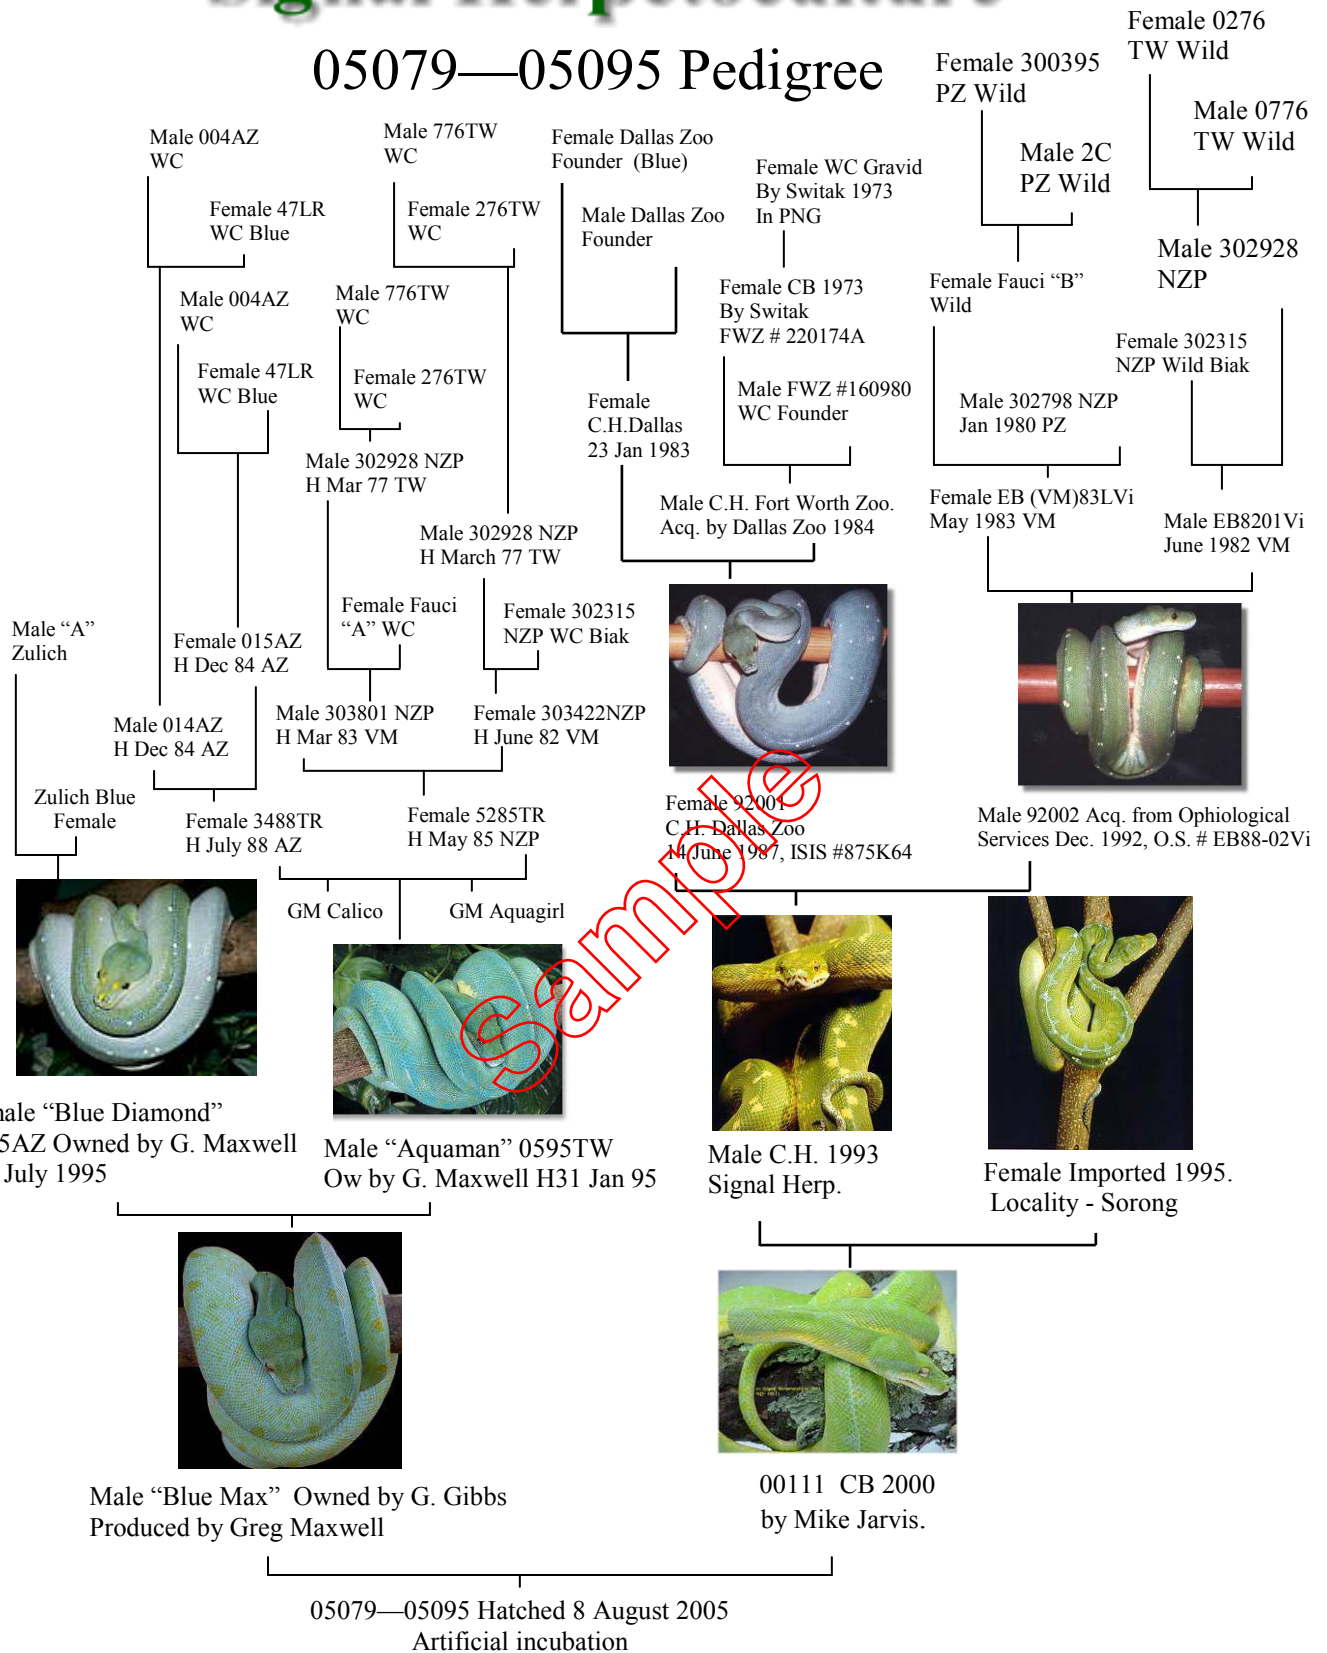 Signal Herpetoculture
05079—05095 Pedigree
Female 0276
TW Wild
Female 300395
PZ Wild
Male 0776
TW Wild
Male 2C
PZ Wild
Male 004AZ
WC
Male 776TW
WC
Female Dallas Zoo
Founder (Blue)
Female WC Gravid
By Switak 1973
In PNG
Female 47LR
WC Blue
Female 276TW
WC
Male Dallas Zoo
Founder
Male 302928
NZP
Male 004AZ
WC
Male 776TW
WC
Female CB 1973
By Switak
FWZ # 220174A
Female Fauci “B”
Wild
Female 302315
NZP Wild Biak
Female 47LR
WC Blue
Female 276TW
WC
Female
C.H.Dallas
23 Jan 1983
Male FWZ #160980
WC Founder
Male 302798 NZP
Jan 1980 PZ
Male 302928 NZP
H Mar 77 TW
Male C.H. Fort Worth Zoo.
Acq. by Dallas Zoo 1984
Female EB (VM)83LVi
May 1983 VM
Male EB8201Vi
June 1982 VM
Male 302928 NZP
H March 77 TW
Male “A”
Zulich
Female 015AZ
H Dec 84 AZ
Female Fauci
“A” WC
Female 302315
NZP WC Biak
Male 014AZ
H Dec 84 AZ
Male 303801 NZP
H Mar 83 VM
Female 303422NZP
H June 82 VM
Zulich Blue
Female
Female 3488TR
H July 88 AZ
Female 5285TR
H May 85 NZP
Female 92001
C.H. Dallas Zoo
14 June 1987, ISIS #875K64
Male 92002 Acq. from Ophiological
Services Dec. 1992, O.S. # EB88-02Vi
GM Calico
GM Aquagirl
Sample
male “Blue Diamond”
5AZ Owned by G. Maxwell
July 1995
Male “Aquaman” 0595TW
Ow by G. Maxwell H31 Jan 95
Male C.H. 1993
Signal Herp.
Female Imported 1995.
Locality - Sorong
Male “Blue Max” Owned by G. Gibbs
Produced by Greg Maxwell
00111 CB 2000
by Mike Jarvis.
05079—05095 Hatched 8 August 2005
Artificial incubation